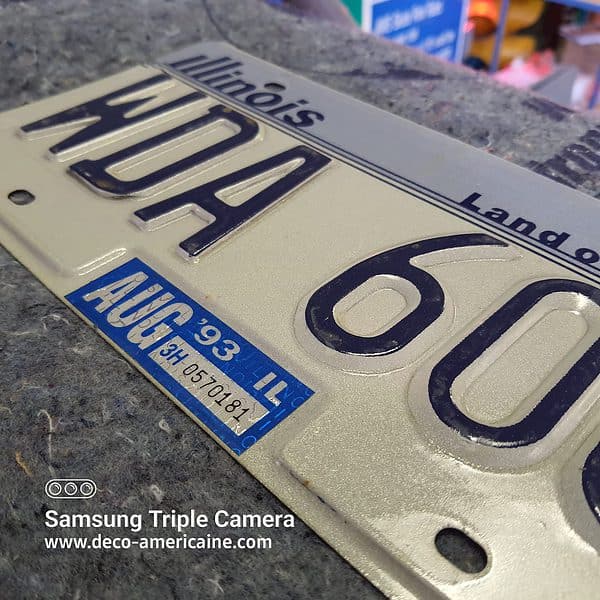 Illinois
Land o
WDA 60
AUG '93 IL
3H 0570181
Samsung Triple Camera
www.deco-americaine.com